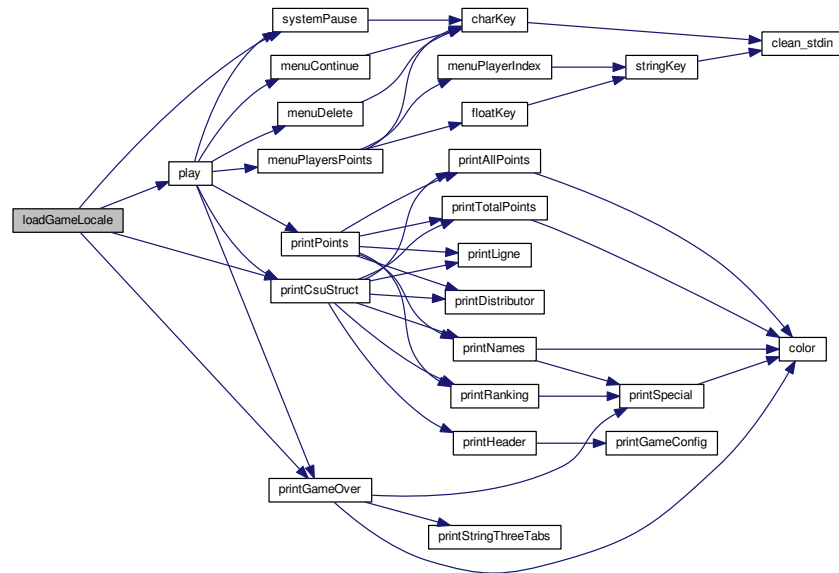 systemPause
charKey
clean_stdin
menuContinue
menuPlayerIndex
stringKey
menuDelete
floatKey
menuPlayersPoints
play
printAllPoints
loadGameLocale
printTotalPoints
printPoints
printLigne
printCsuStruct
printDistributor
printNames
color
printRanking
printSpecial
printHeader
printGameConfig
printGameOver
printStringThreeTabs